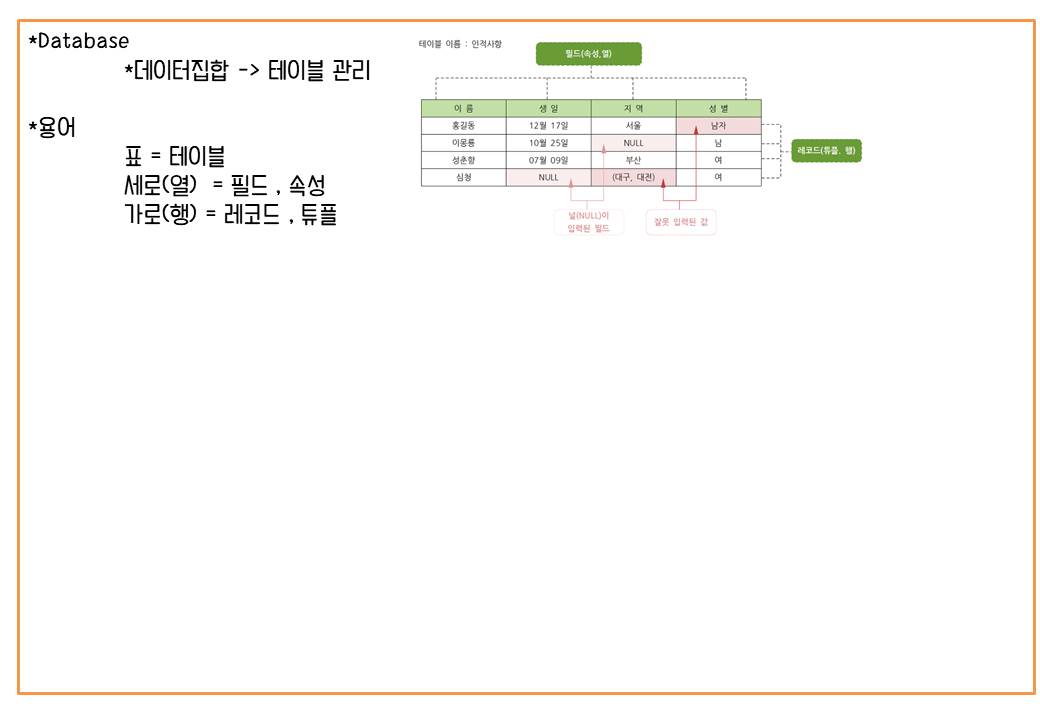 *Database
*데이터집합 -> 테이블 관리
*용어
표 = 테이블
세로(열) = 필드 , 속성
가로(행) = 레코드 , 튜플
테이블 이름 : 인적사항
필드(속성,열)
이 름 생 일 지 역 성 별
홍길동 12월 17일 서울 남자
이몽룡 10월 25일 NULL 남
성춘향 07월 09일 부산 여
심청 NULL (대구, 대전) 여
레코드(튜플. 행)
널(NULL)이
입력된 필드
잘못 입력된 값